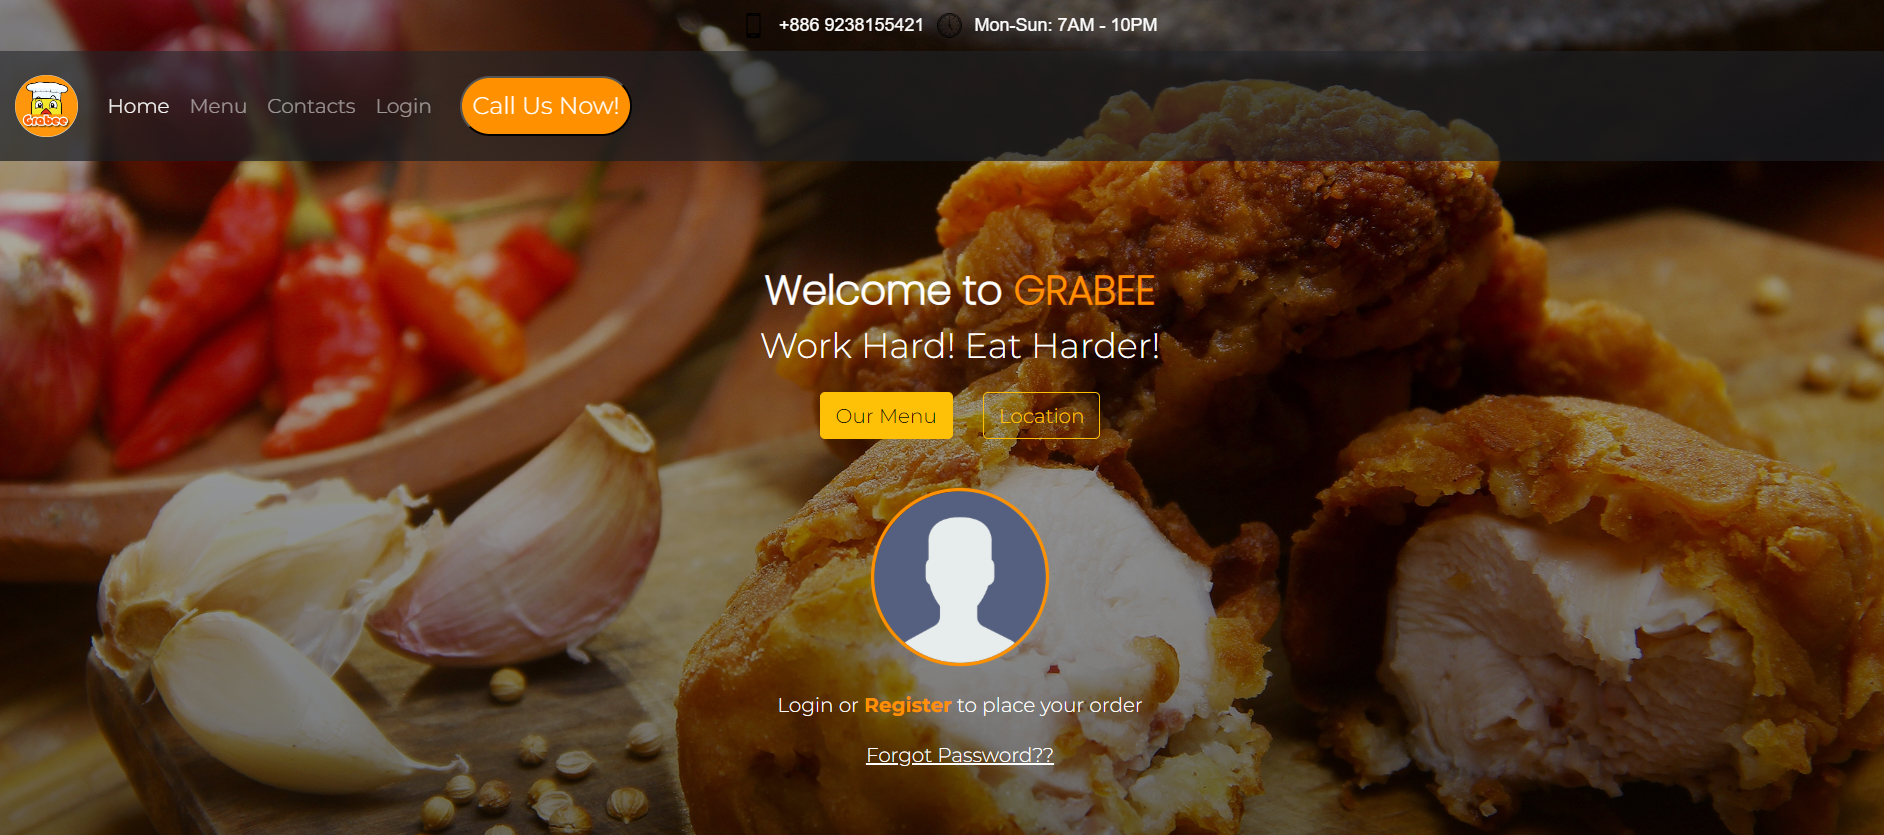 +886 9238155421 Mon-Sun: 7AM - 10PM
Grabee Home Menu Contacts Login Call Us Now!
Welcome to GRABEE
Work Hard! Eat Harder!
Our Menu Location
Login or Register to place your order
Forgot Password??